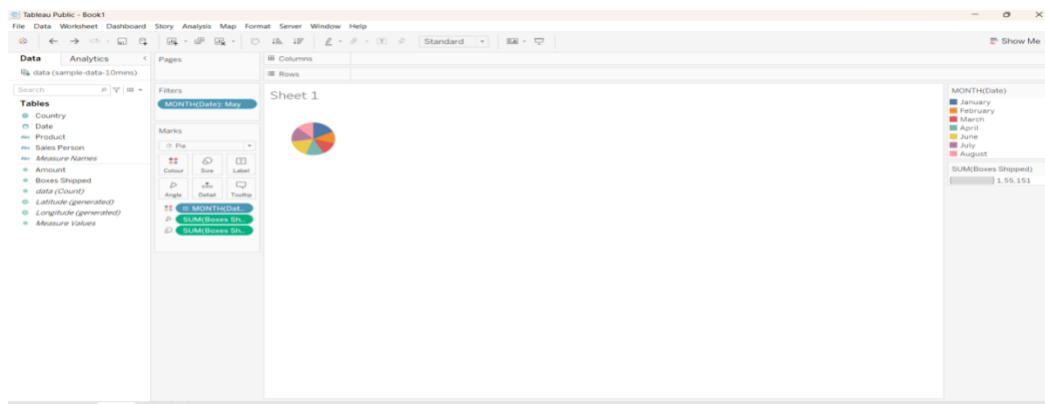 Tableau Public - Book1
File Data Worksheet Dashboard Story Analysis Map Format Server Window Help
Standard
Show Me
Data Analytics
Pages
Columns
data (sample-data-10mins)
Rows
Search
Filters
Sheet 1
MONTH(Date): May
MONTH(Date)
January
February
March
April
June
July
August
Tables
Country
Date
Abc Product
Abc Sales Person
Abc Measure Names
Amount
Boxes Shipped
data (Count)
Latitude (generated)
Longitude (generated)
Measure Values
Marks
Pie
Colour Size Label
Angle Detail Tooltip
MONTH(Dat..
SUM(Boxes Sh..
SUM(Boxes Sh..
SUM(Boxes Shipped)
1,55,151